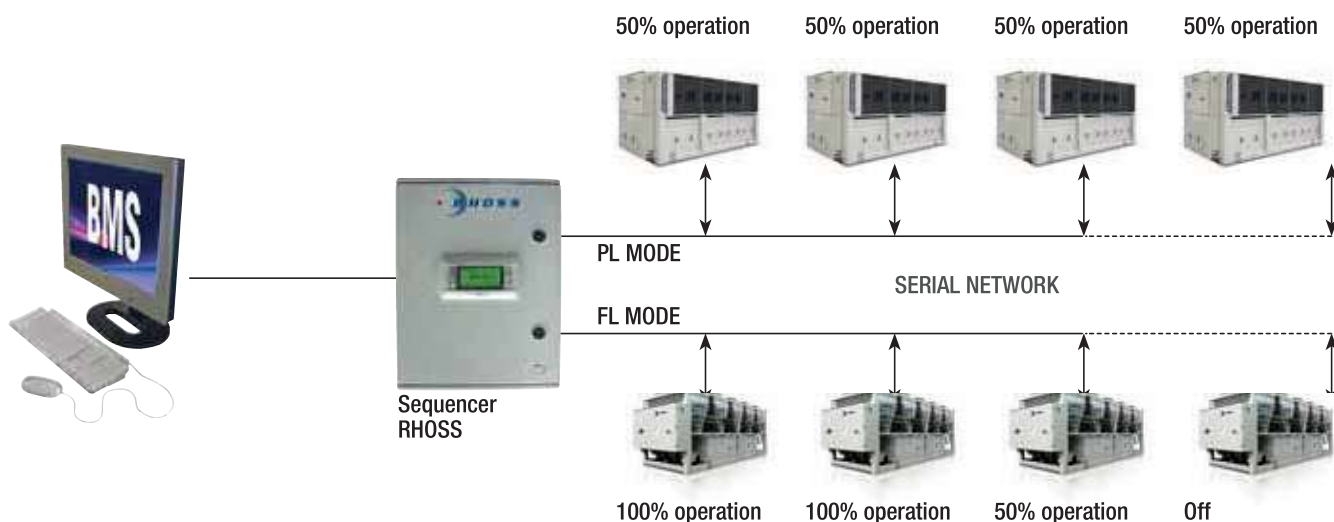 50% operation 50% operation 50% operation 50% operation
BMS
RHOSS
PL MODE
SERIAL NETWORK
FL MODE
Sequencer
RHOSS
100% operation 100% operation 50% operation Off